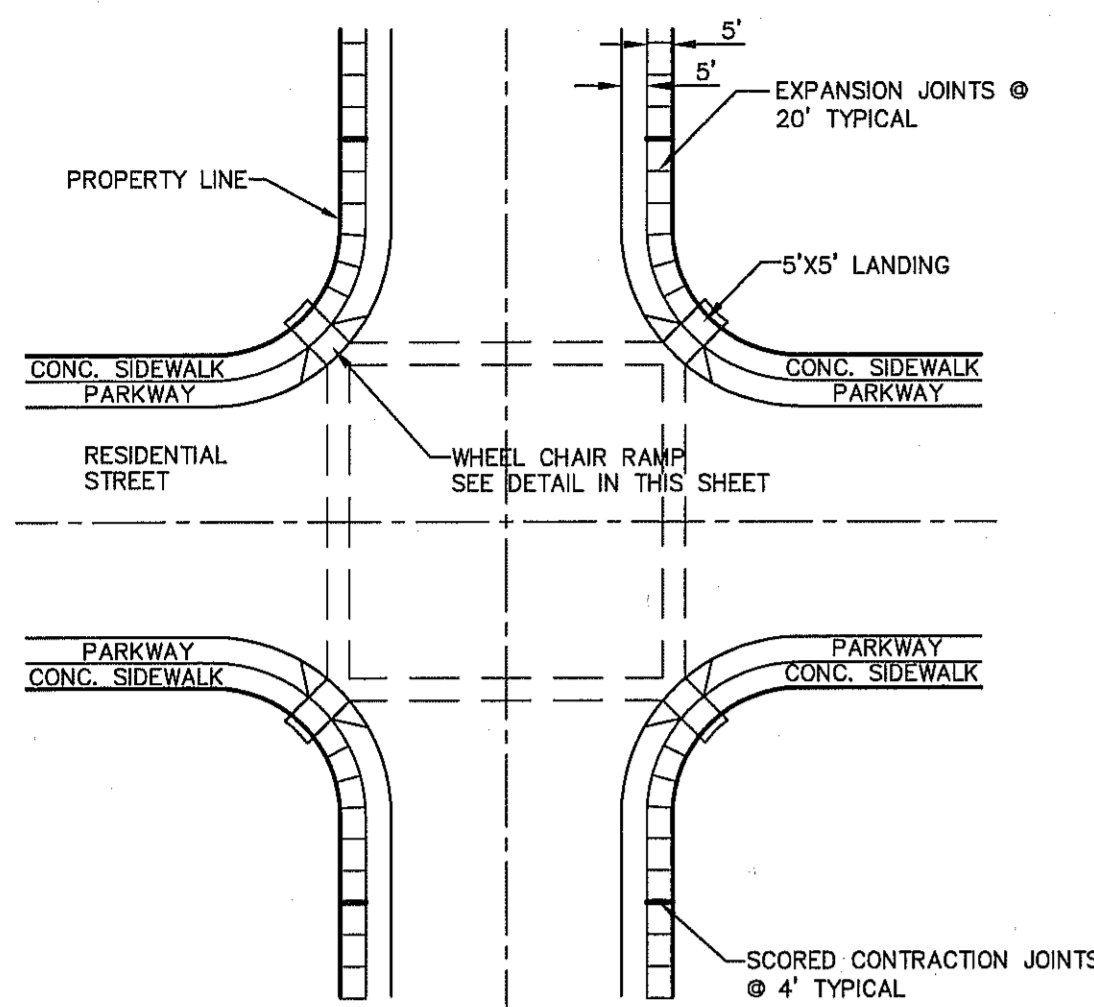 5'
5'
EXPANSION JOINTS @
20' TYPICAL
PROPERTY LINE
5'X5' LANDING
CONC. SIDEWALK
PARKWAY
CONC. SIDEWALK
PARKWAY
RESIDENTIAL
STREET
WHEEL CHAIR RAMP
SEE DETAIL IN THIS SHEET
PARKWAY
CONC. SIDEWALK
PARKWAY
CONC. SIDEWALK
SCORED CONTRACTION JOINTS
@ 4' TYPICAL